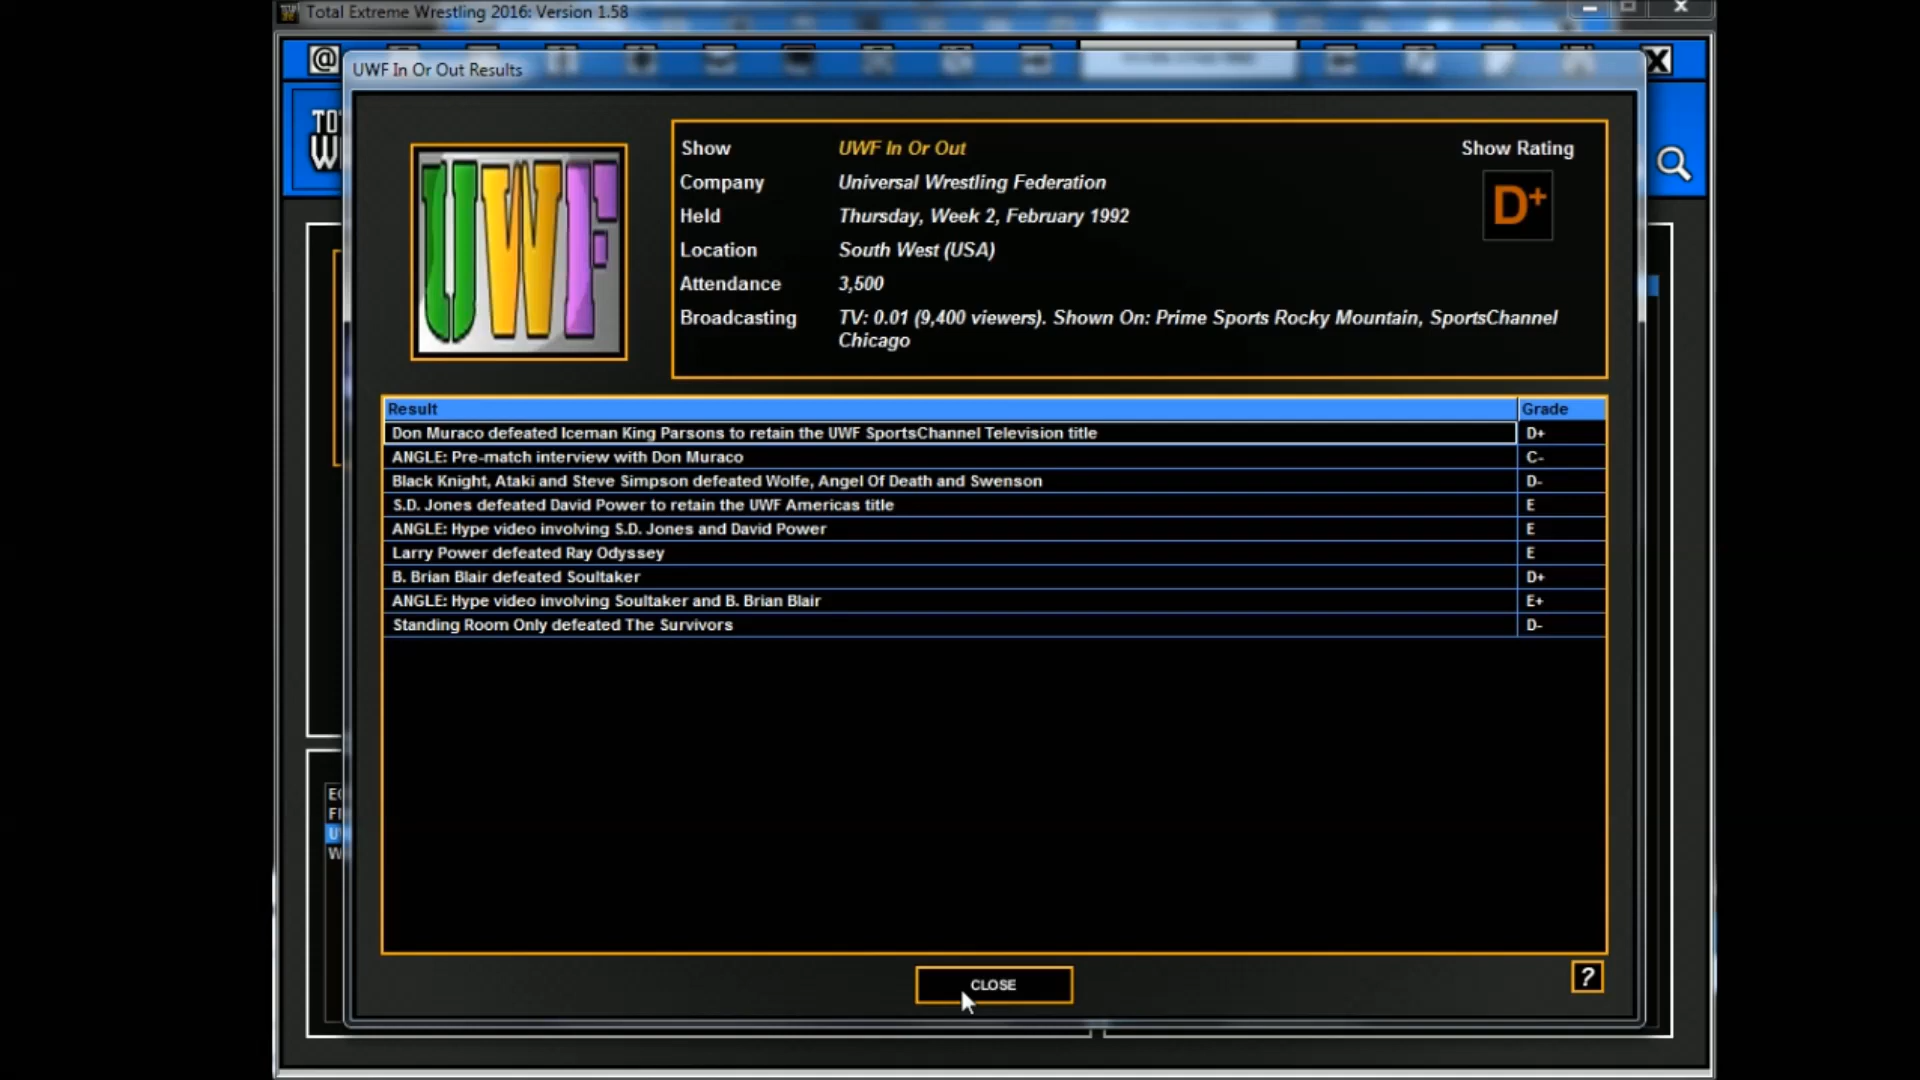 Total Extreme Wrestling 2016: Version 1.58
@
X
UWF In Or Out Results
TO
W
UWF
Show UWF In Or Out Show Rating
Company Universal Wrestling Federation D+
Held Thursday, Week 2, February 1992
Location South West (USA)
Attendance 3,500
Broadcasting TV: 0.01 (9,400 viewers). Shown On: Prime Sports Rocky Mountain, SportsChannel
Chicago
Result Grade
Don Muraco defeated Iceman King Parsons to retain the UWF SportsChannel Television title D+
ANGLE: Pre-match interview with Don Muraco C-
Black Knight, Ataki and Steve Simpson defeated Wolfe, Angel Of Death and Swenson D-
S.D. Jones defeated David Power to retain the UWF Americas title E
ANGLE: Hype video involving S.D. Jones and David Power E
Larry Power defeated Ray Odyssey E
B. Brian Blair defeated Soultaker D+
ANGLE: Hype video involving Soultaker and B. Brian Blair E+
Standing Room Only defeated The Survivors D-
CLOSE
?